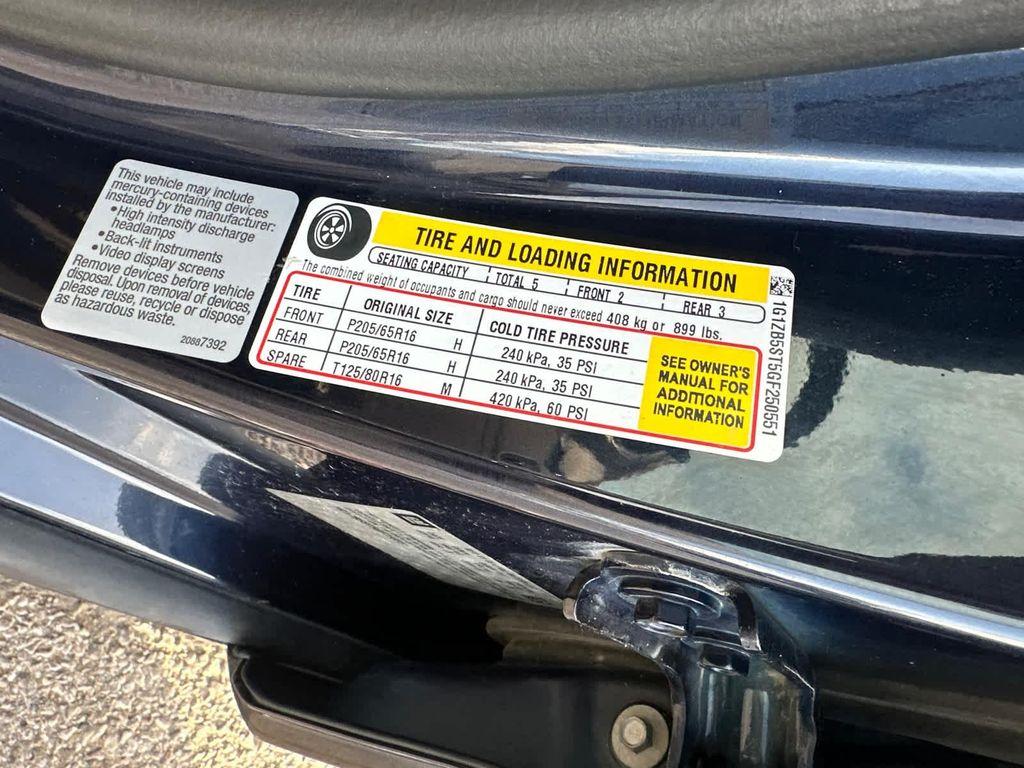 This vehicle may include
mercury-containing devices
installed by the manufacturer:
•High intensity discharge
headlamps
•Back-lit instruments
•Video display screens
Remove devices before vehicle
disposal. Upon removal of devices,
please reuse, recycle or dispose
as hazardous waste.
20887392
TIRE AND LOADING INFORMATION
SEATING CAPACITY TOTAL 5 FRONT 2 REAR 3
The combined weight of occupants and cargo should never exceed 408 kg or 899 lbs.
TIRE ORIGINAL SIZE COLD TIRE PRESSURE
FRONT P205/65R16 H 240 kPa, 35 PSI
REAR P205/65R16 H 240 kPa, 35 PSI
SPARE T125/80R16 M 420 kPa, 60 PSI
SEE OWNER'S
MANUAL FOR
ADDITIONAL
INFORMATION
1G1ZB5ST5GF250551